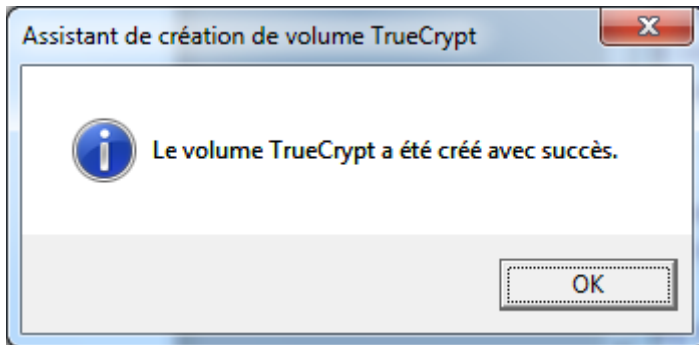 Assistant de création de volume TrueCrypt
Le volume TrueCrypt a été créé avec succès.
OK